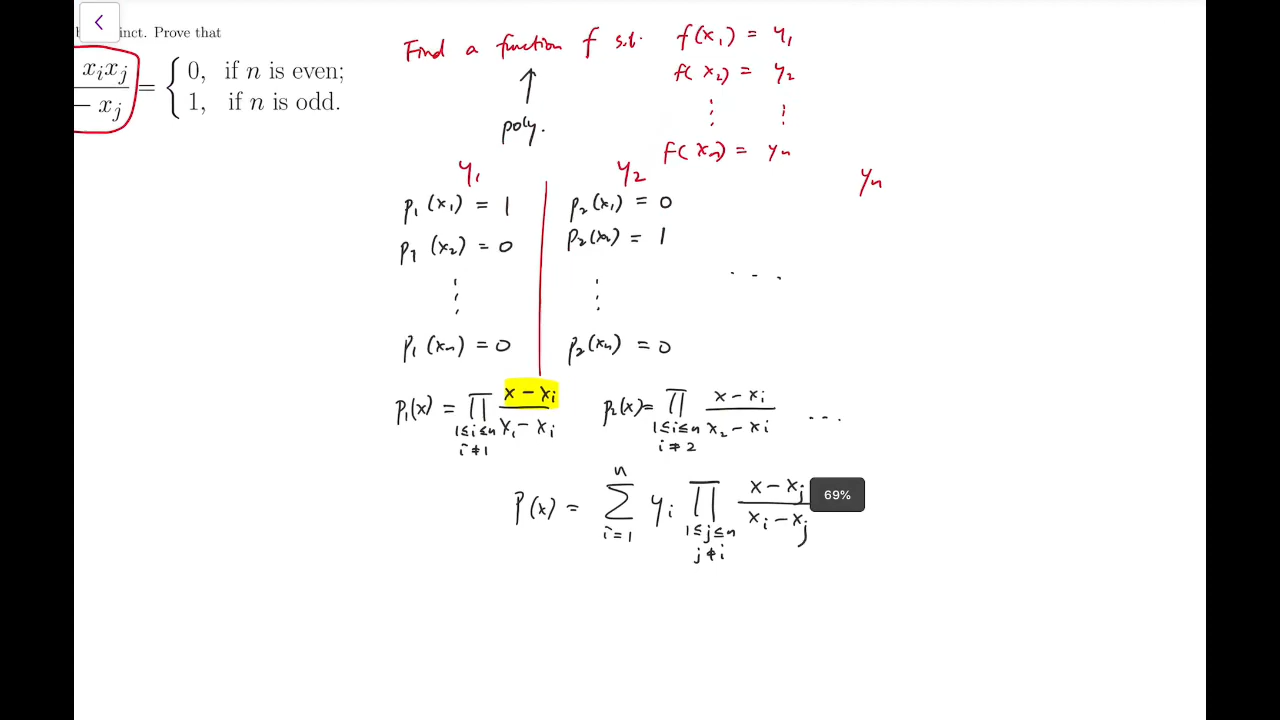 inct. Prove that
x_i x_j / − x_j = { 0, if n is even;
1, if n is odd.
Find a function f s.t. f(x_1) = y_1
f(x_2) = y_2
⋮ ⋮
f(x_n) = y_n
↑
poly.
y_1 y_2 y_n
p_1(x_1) = 1 p_2(x_1) = 0
p_1(x_2) = 0 p_2(x_2) = 1
⋮ ⋮ ...
p_1(x_n) = 0 p_2(x_n) = 0
p_1(x) = ∏_{1≤i≤n, i≠1} (x − x_i)/(x_1 − x_i) p_2(x) = ∏_{1≤i≤n, i≠2} (x − x_i)/(x_2 − x_i) ...
P(x) = ∑_{i=1}^{n} y_i ∏_{1≤j≤n, j≠i} (x − x_j)/(x_i − x_j)
69%